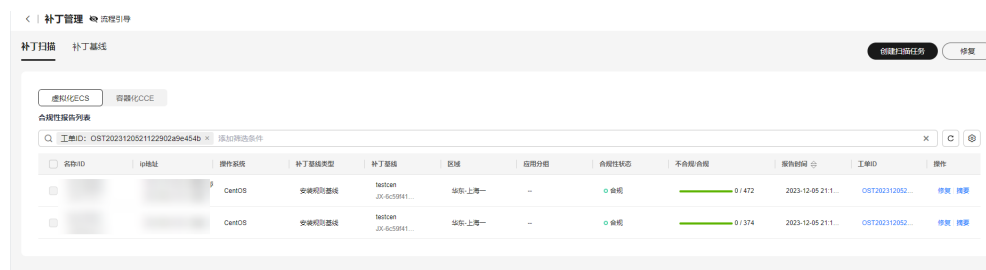 补丁管理 流程引导
补丁扫描 补丁基线
创建扫描任务 修复
虚拟化ECS 容器化CCE
合规性报告列表
工单ID: OST2023120521122902a9e454b × 添加筛选条件 × C
名称/ID ip地址 操作系统 补丁基线类型 补丁基线 区域 应用分组 合规性状态 不合规/合规 报告时间 工单ID 操作
CentOS 安装规则基线 testcen 华东-上海一 -- 合规 0 / 472 2023-12-05 21:1... OST202312052... 修复 摘要
JX-6c59f41...
CentOS 安装规则基线 testcen 华东-上海一 -- 合规 0 / 374 2023-12-05 21:1... OST202312052... 修复 摘要
JX-6c59f41...